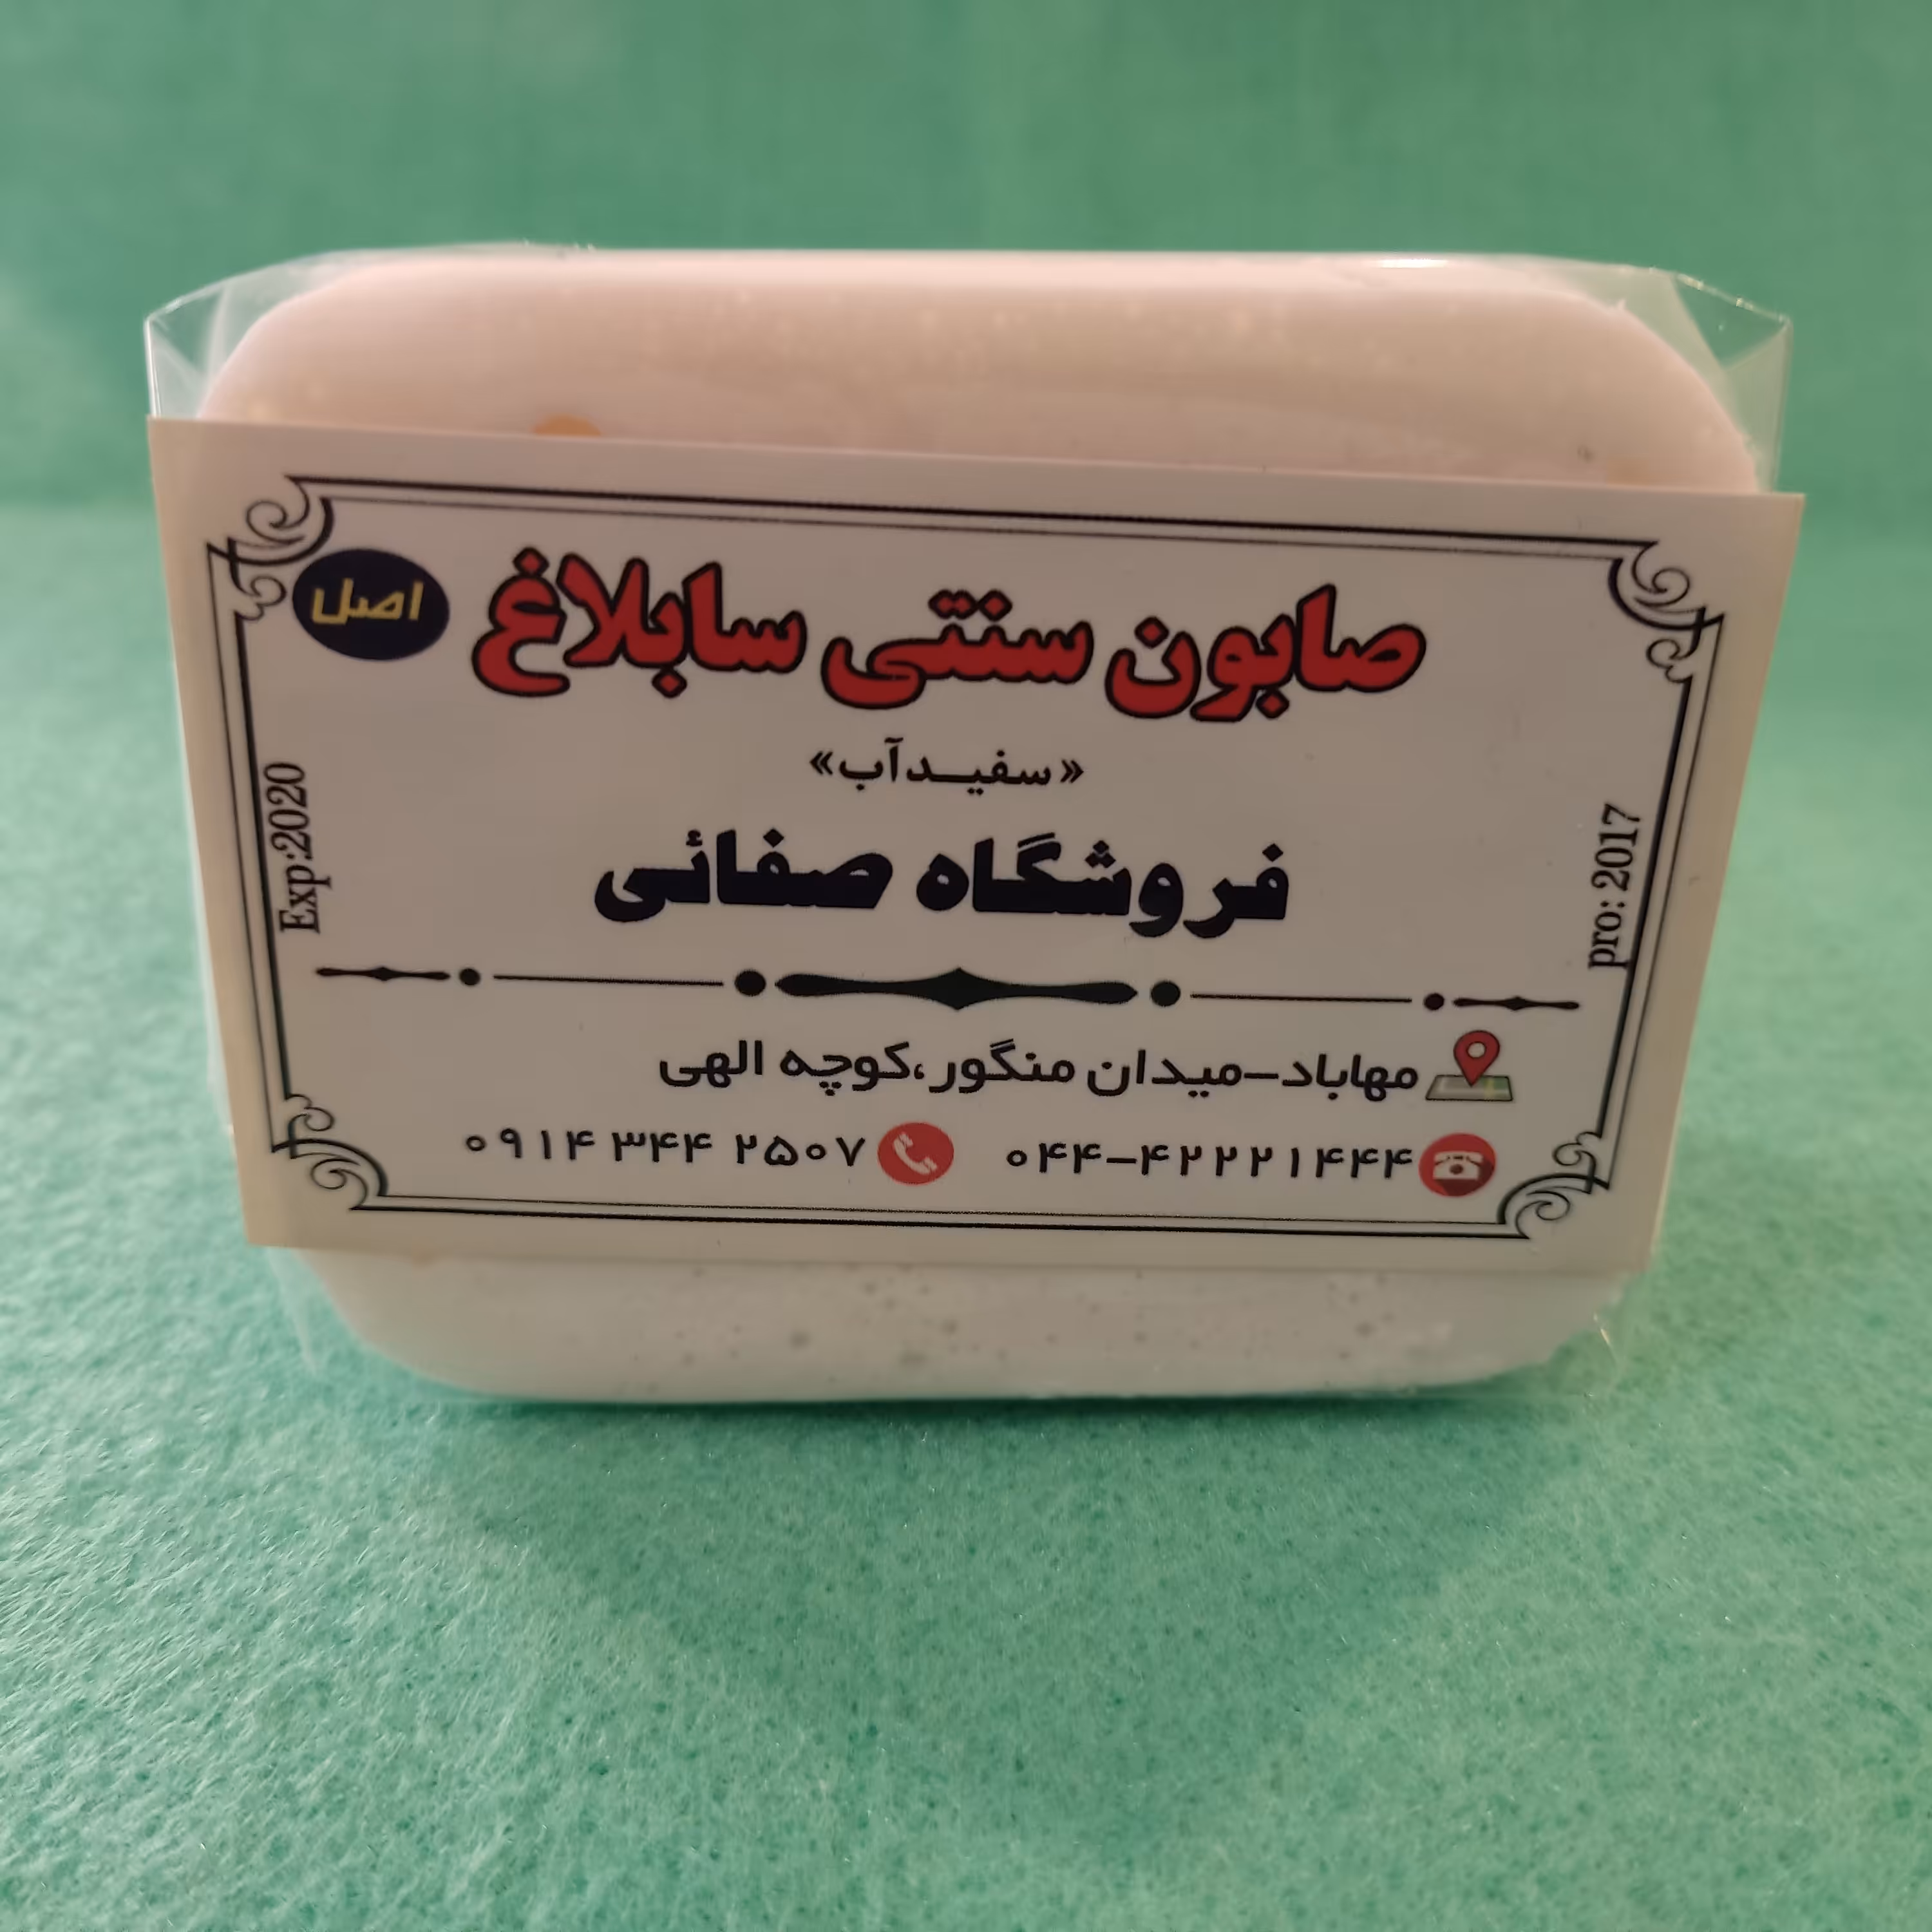 صابون سنتی سابلاغ
اصل
«سفیدآب»
فروشگاه صفائی
pro: 2017
Exp:2020
مهاباد-میدان منگور،کوچه الهی
۰۴۴-۴۲۲۲۱۴۴۴
۰۹۱۴ ۳۴۴ ۲۵۰۷